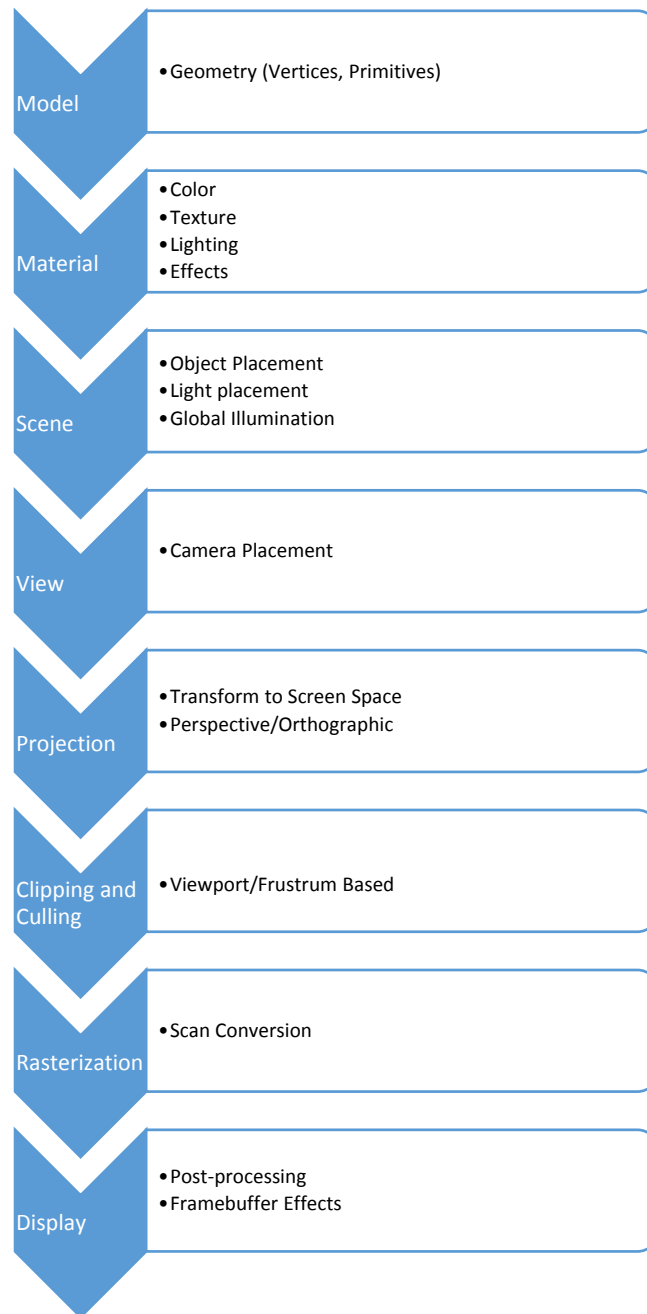 Model
•Geometry (Vertices, Primitives)
Material
•Color
•Texture
•Lighting
•Effects
Scene
•Object Placement
•Light placement
•Global Illumination
View
•Camera Placement
Projection
•Transform to Screen Space
•Perspective/Orthographic
Clipping and
Culling
•Viewport/Frustrum Based
Rasterization
•Scan Conversion
Display
•Post-processing
•Framebuffer Effects